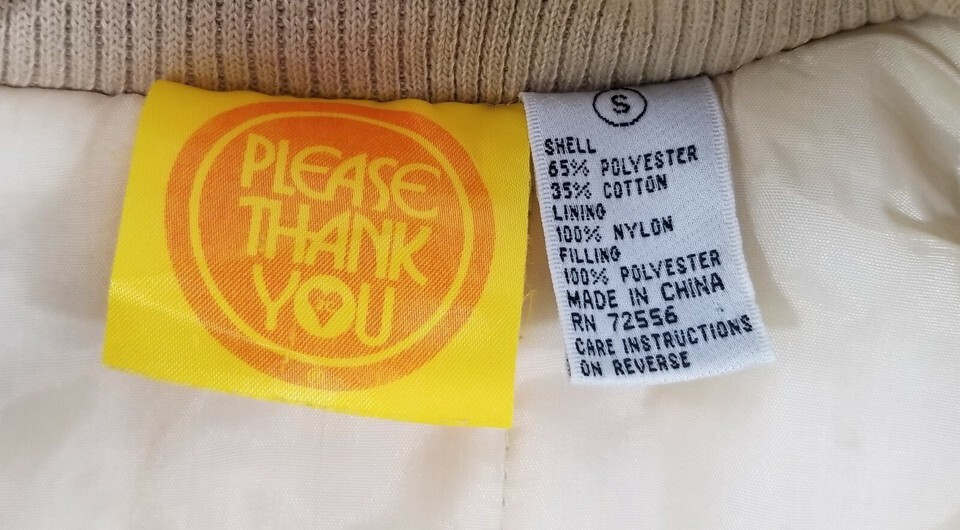 PLEASE
THANK
YOU
S
SHELL
65% POLYESTER
35% COTTON
LINING
100% NYLON
FILLING
100% POLYESTER
MADE IN CHINA
RN 72556
CARE INSTRUCTIONS
ON REVERSE